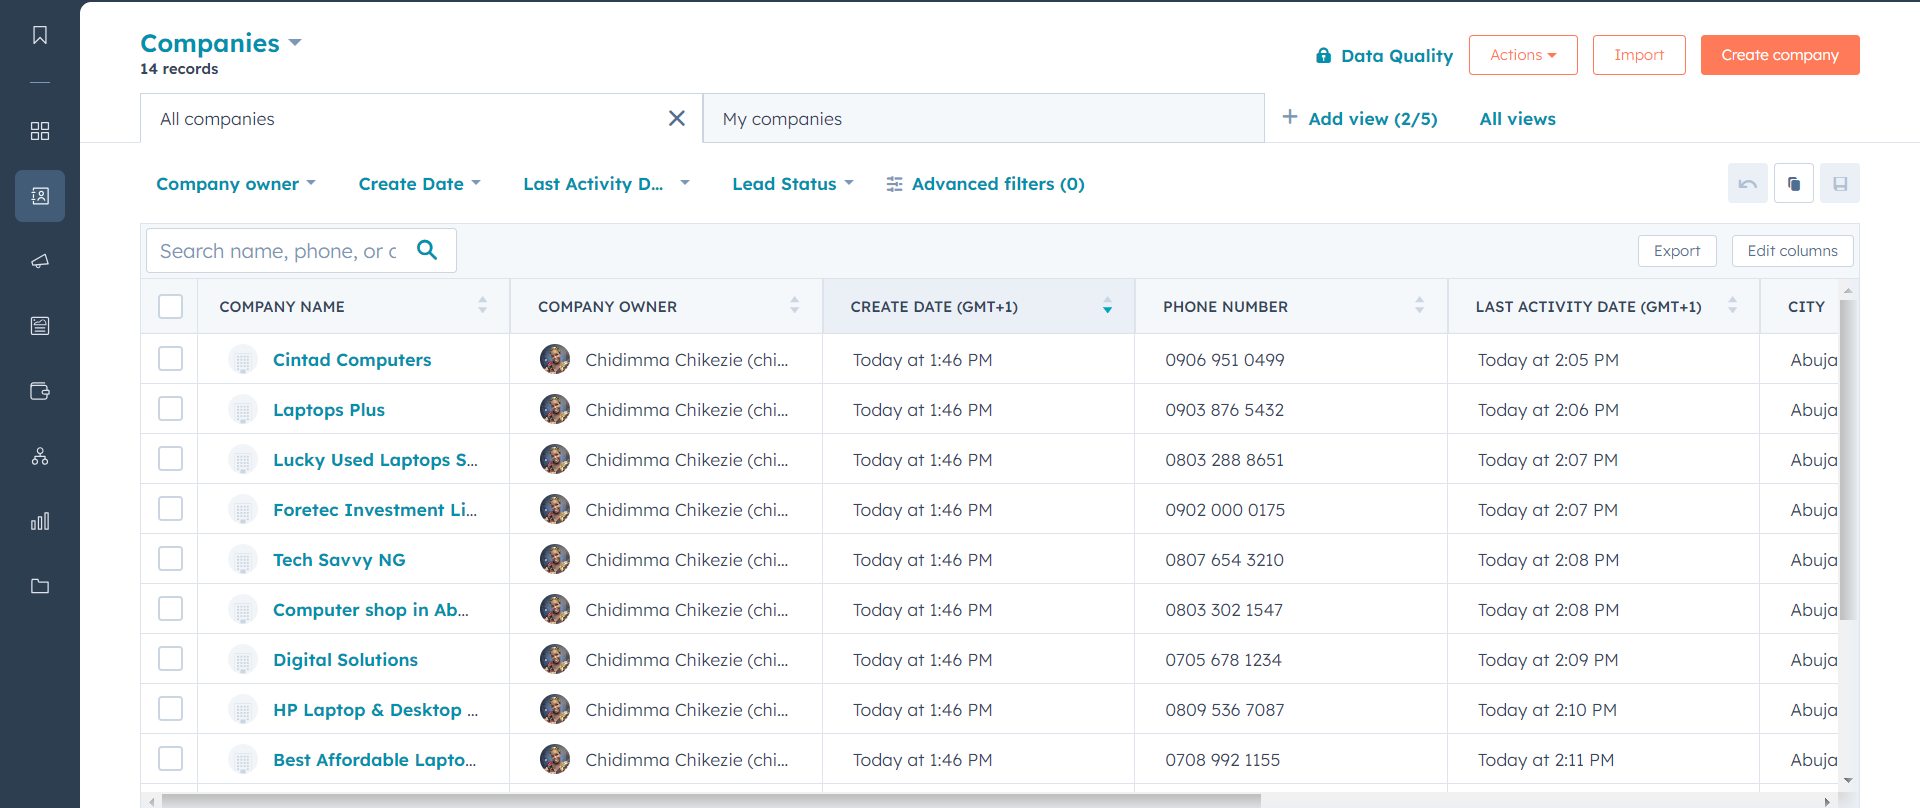 Companies
14 records
Data Quality
Actions
Import
Create company
All companies
My companies
Add view (2/5)
All views
Company owner
Create Date
Last Activity D...
Lead Status
Advanced filters (0)
Search name, phone, or c
Export
Edit columns
COMPANY NAME COMPANY OWNER CREATE DATE (GMT+1) PHONE NUMBER LAST ACTIVITY DATE (GMT+1) CITY
Cintad Computers Chidimma Chikezie (chi... Today at 1:46 PM 0906 951 0499 Today at 2:05 PM Abuja
Laptops Plus Chidimma Chikezie (chi... Today at 1:46 PM 0903 876 5432 Today at 2:06 PM Abuja
Lucky Used Laptops S... Chidimma Chikezie (chi... Today at 1:46 PM 0803 288 8651 Today at 2:07 PM Abuja
Foretec Investment Li... Chidimma Chikezie (chi... Today at 1:46 PM 0902 000 0175 Today at 2:07 PM Abuja
Tech Savvy NG Chidimma Chikezie (chi... Today at 1:46 PM 0807 654 3210 Today at 2:08 PM Abuja
Computer shop in Ab... Chidimma Chikezie (chi... Today at 1:46 PM 0803 302 1547 Today at 2:08 PM Abuja
Digital Solutions Chidimma Chikezie (chi... Today at 1:46 PM 0705 678 1234 Today at 2:09 PM Abuja
HP Laptop & Desktop ... Chidimma Chikezie (chi... Today at 1:46 PM 0809 536 7087 Today at 2:10 PM Abuja
Best Affordable Lapto... Chidimma Chikezie (chi... Today at 1:46 PM 0708 992 1155 Today at 2:11 PM Abuja